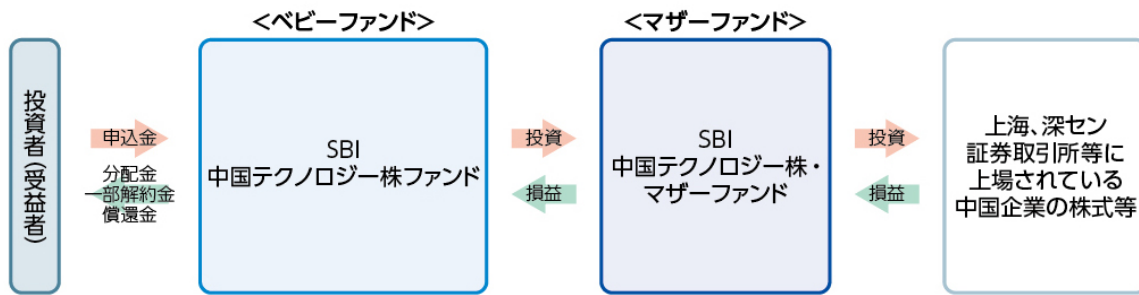 <ベビーファンド>
<マザーファンド>
投資者(受益者)
申込金
分配金
一部解約金
償還金
SBI
中国テクノロジー株ファンド
投資
損益
SBI
中国テクノロジー株・
マザーファンド
投資
損益
上海、深セン
証券取引所等に
上場されている
中国企業の株式等